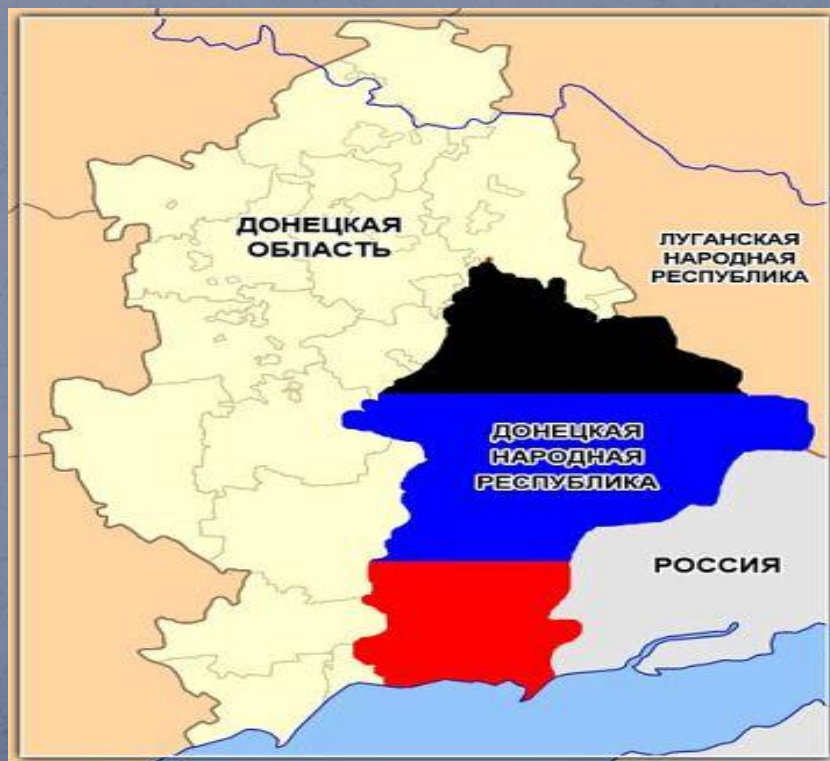 ДОНЕЦКАЯ
ОБЛАСТЬ
ЛУГАНСКАЯ
НАРОДНАЯ
РЕСПУБЛИКА
ДОНЕЦКАЯ
НАРОДНАЯ
РЕСПУБЛИКА
РОССИЯ